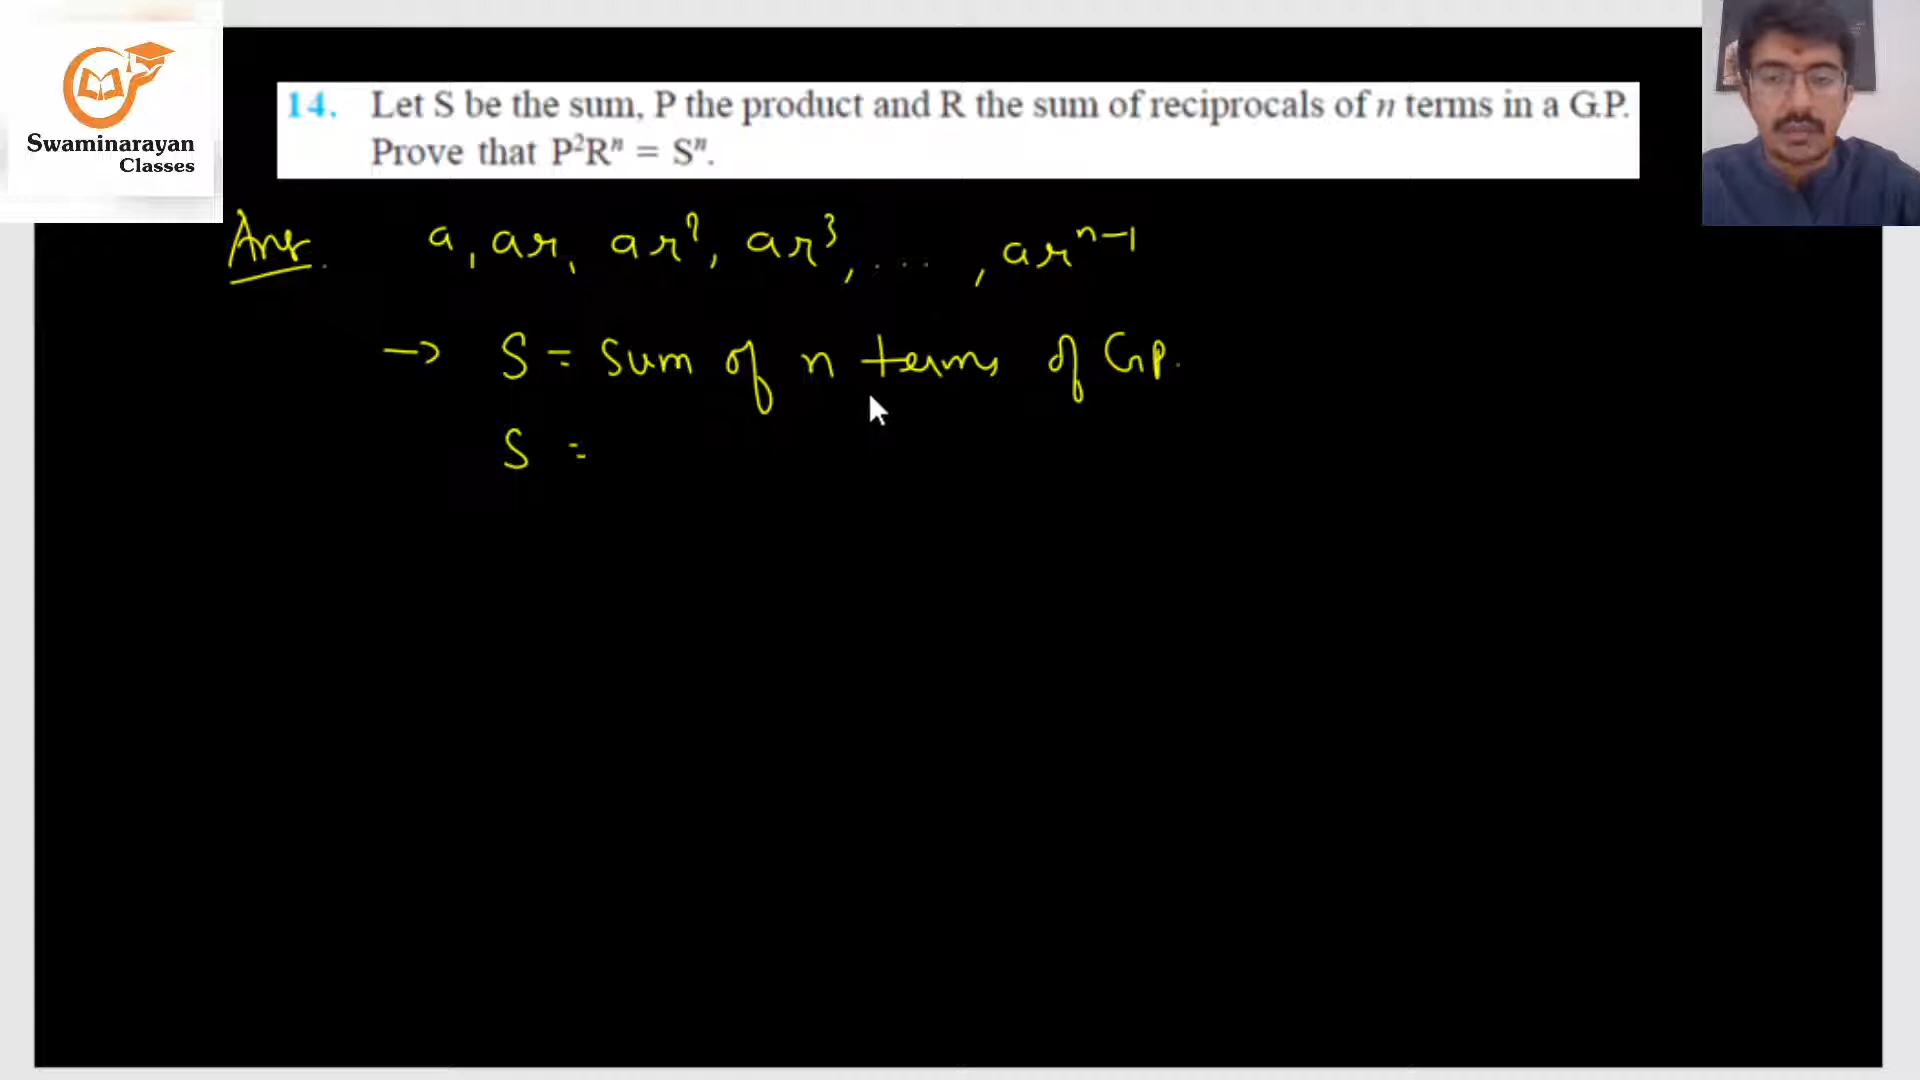 Swaminarayan
Classes
14. Let S be the sum, P the product and R the sum of reciprocals of n terms in a G.P.
Prove that P²Rⁿ = Sⁿ.
Ans. a, ar, ar², ar³, ... , arⁿ⁻¹
→ S = Sum of n terms of G.P.
S =